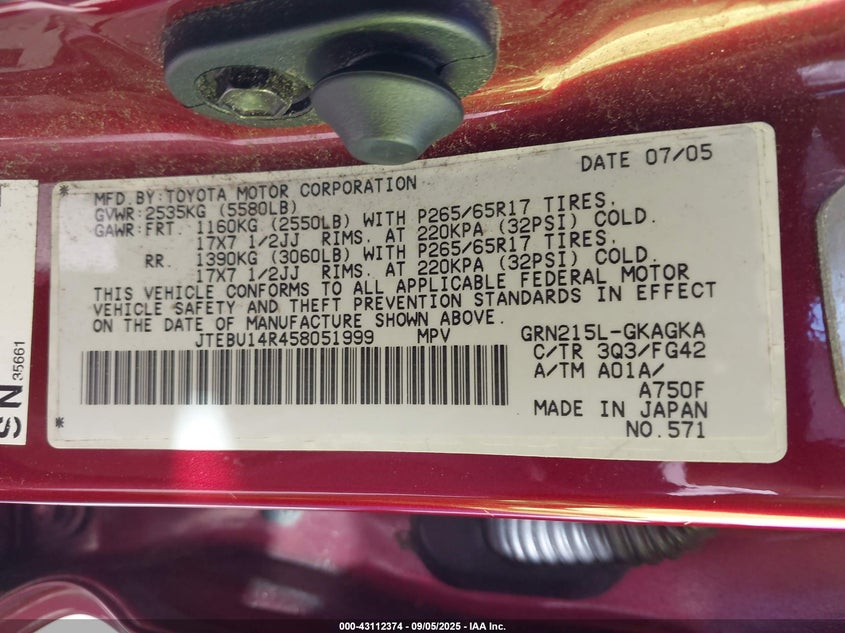 DATE 07/05
* MFD. BY: TOYOTA MOTOR CORPORATION
GVWR: 2535KG (5580LB)
GAWR: FRT. 1160KG (2550LB) WITH P265/65R17 TIRES.
17X7 1/2JJ RIMS. AT 220KPA (32PSI) COLD.
RR. 1390KG (3060LB) WITH P265/65R17 TIRES.
17X7 1/2JJ RIMS. AT 220KPA (32PSI) COLD.
THIS VEHICLE CONFORMS TO ALL APPLICABLE FEDERAL MOTOR
VEHICLE SAFETY AND THEFT PREVENTION STANDARDS IN EFFECT
ON THE DATE OF MANUFACTURE SHOWN ABOVE.
JTEBU14R458051999 MPV GRN215L-GKAGKA
C/TR 3Q3/FG42
A/TM A01A/
A750F
*
MADE IN JAPAN
NO.571
SN
35661
000-43112374 - 09/05/2025 - IAA Inc.